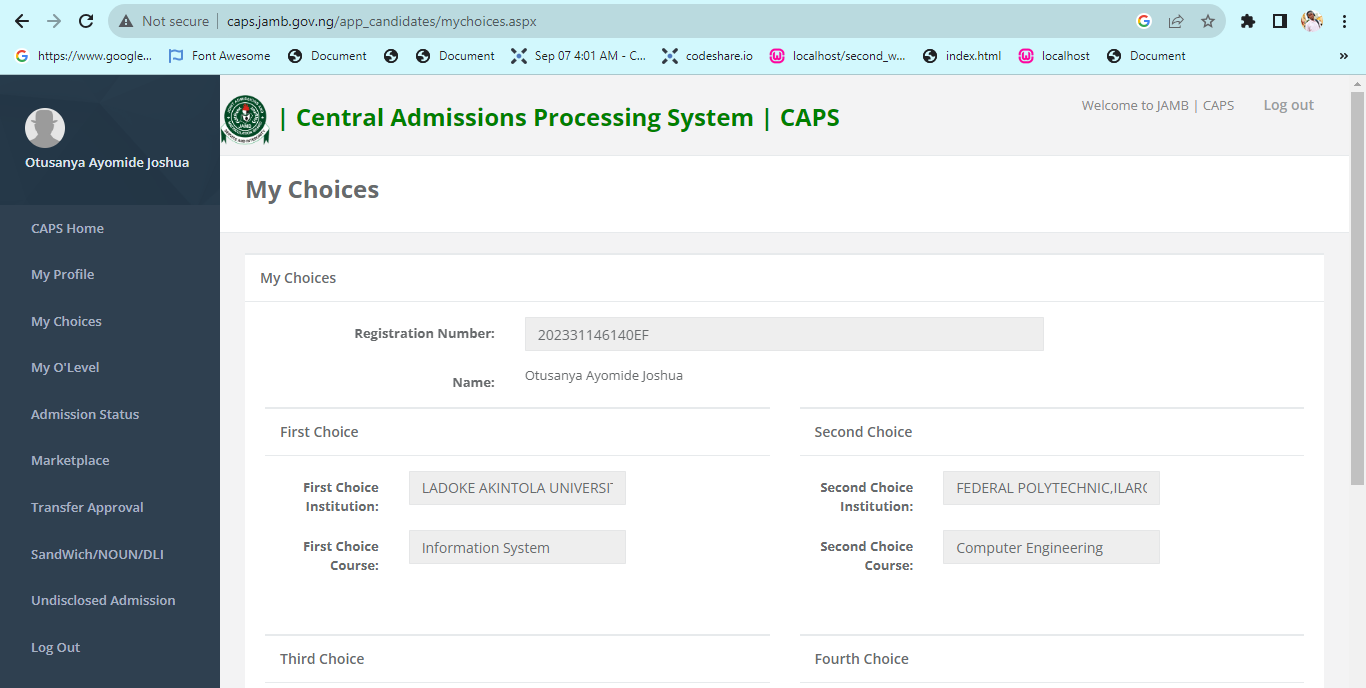 Not secure | caps.jamb.gov.ng/app_candidates/mychoices.aspx
https://www.google... Font Awesome Document Document Sep 07 4:01 AM - C... codeshare.io localhost/second_w... index.html localhost Document »
Otusanya Ayomide Joshua
CAPS Home
My Profile
My Choices
My O'Level
Admission Status
Marketplace
Transfer Approval
SandWich/NOUN/DLI
Undisclosed Admission
Log Out
| Central Admissions Processing System | CAPS
Welcome to JAMB | CAPS Log out
My Choices
My Choices
Registration Number: 202331146140EF
Name: Otusanya Ayomide Joshua
First Choice
First Choice Institution: LADOKE AKINTOLA UNIVERSIT
First Choice Course: Information System
Second Choice
Second Choice Institution: FEDERAL POLYTECHNIC,ILARO
Second Choice Course: Computer Engineering
Third Choice
Fourth Choice